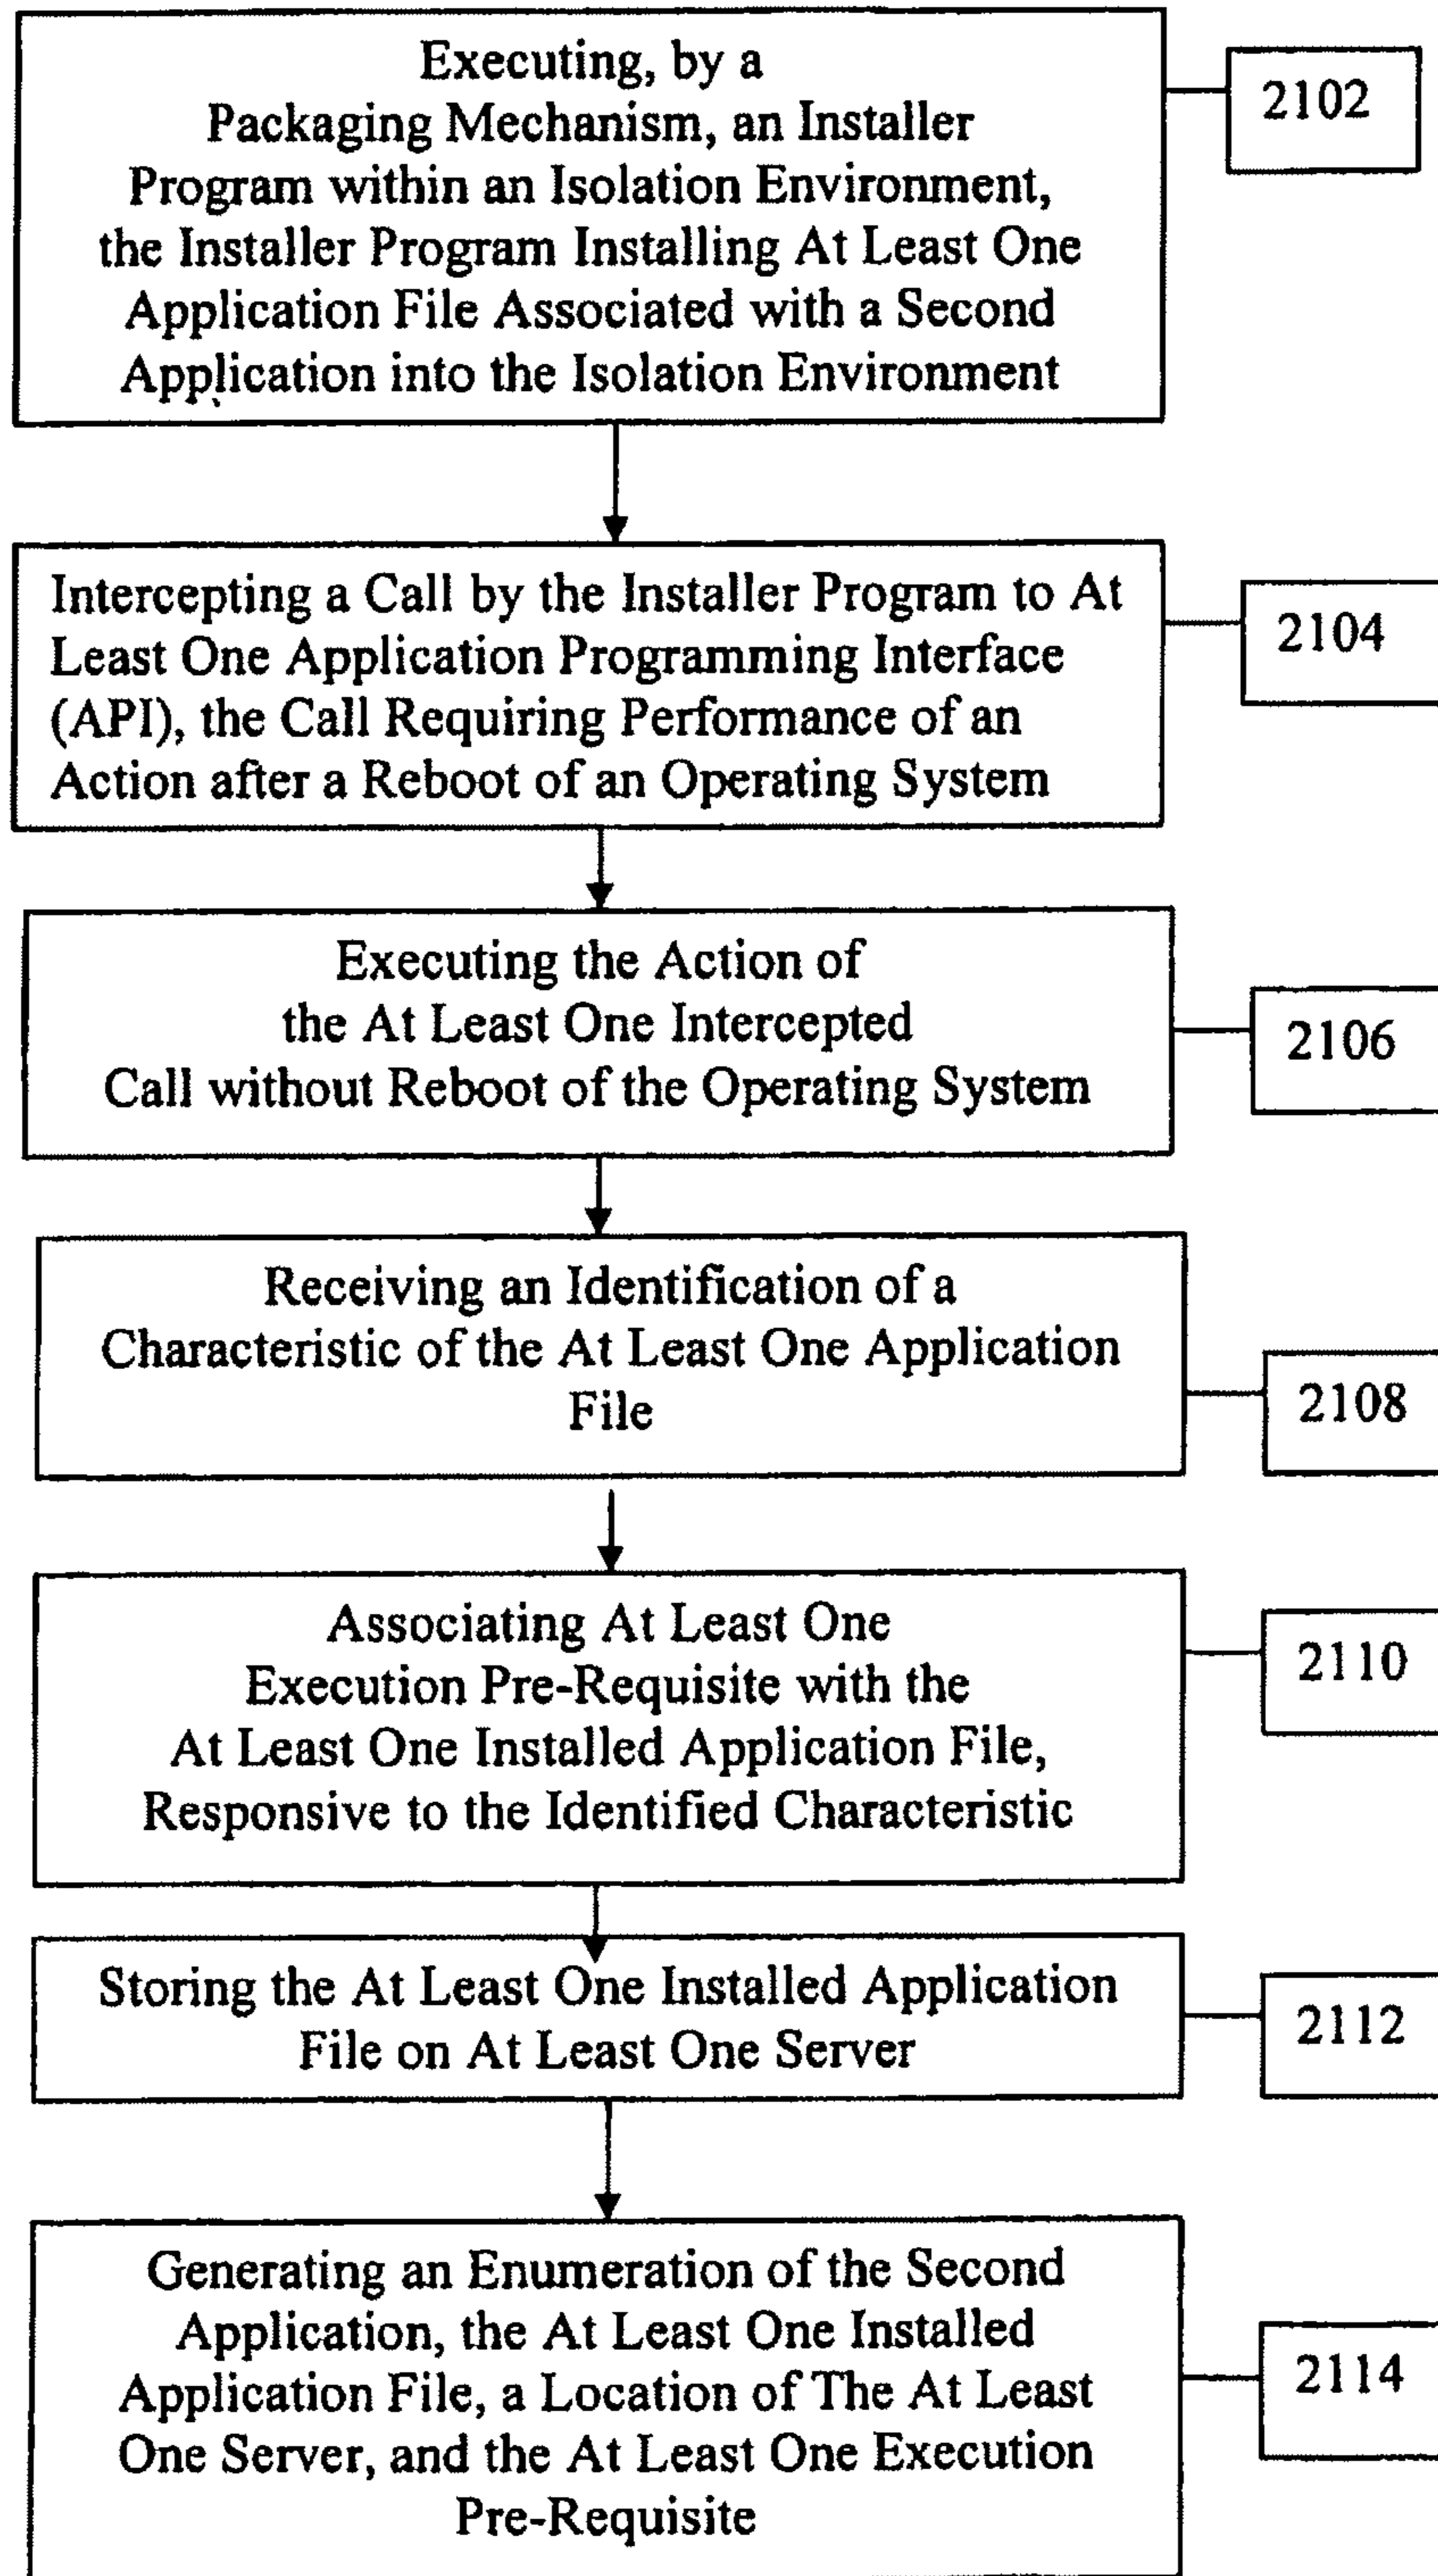 Executing, by a
2102
Packaging Mechanism, an Installer
Program within an Isolation Environment,
the Installer Program Installing At Least One
Application File Associated with a Second
Application into the Isolation Environment
Intercepting a Call by the Installer Program to At
2104
Least One Application Programming Interface
(API), the Call Requiring Performance of an
Action after a Reboot of an Operating System
Executing the Action of
the At Least One Intercepted
2106
Call without Reboot of the Operating System
Receiving an Identification of a
Characteristic of the At Least One Application
File
2108
Associating At Least One
Execution Pre-Requisite with the
2110
At Least One Installed Application File,
Responsive to the Identified Characteristic
Storing the At Least One Installed Application
File on At Least One Server
2112
Generating an Enumeration of the Second
Application, the At Least One Installed
Application File, a Location of The At Least
2114
One Server, and the At Least One Execution
Pre-Requisite